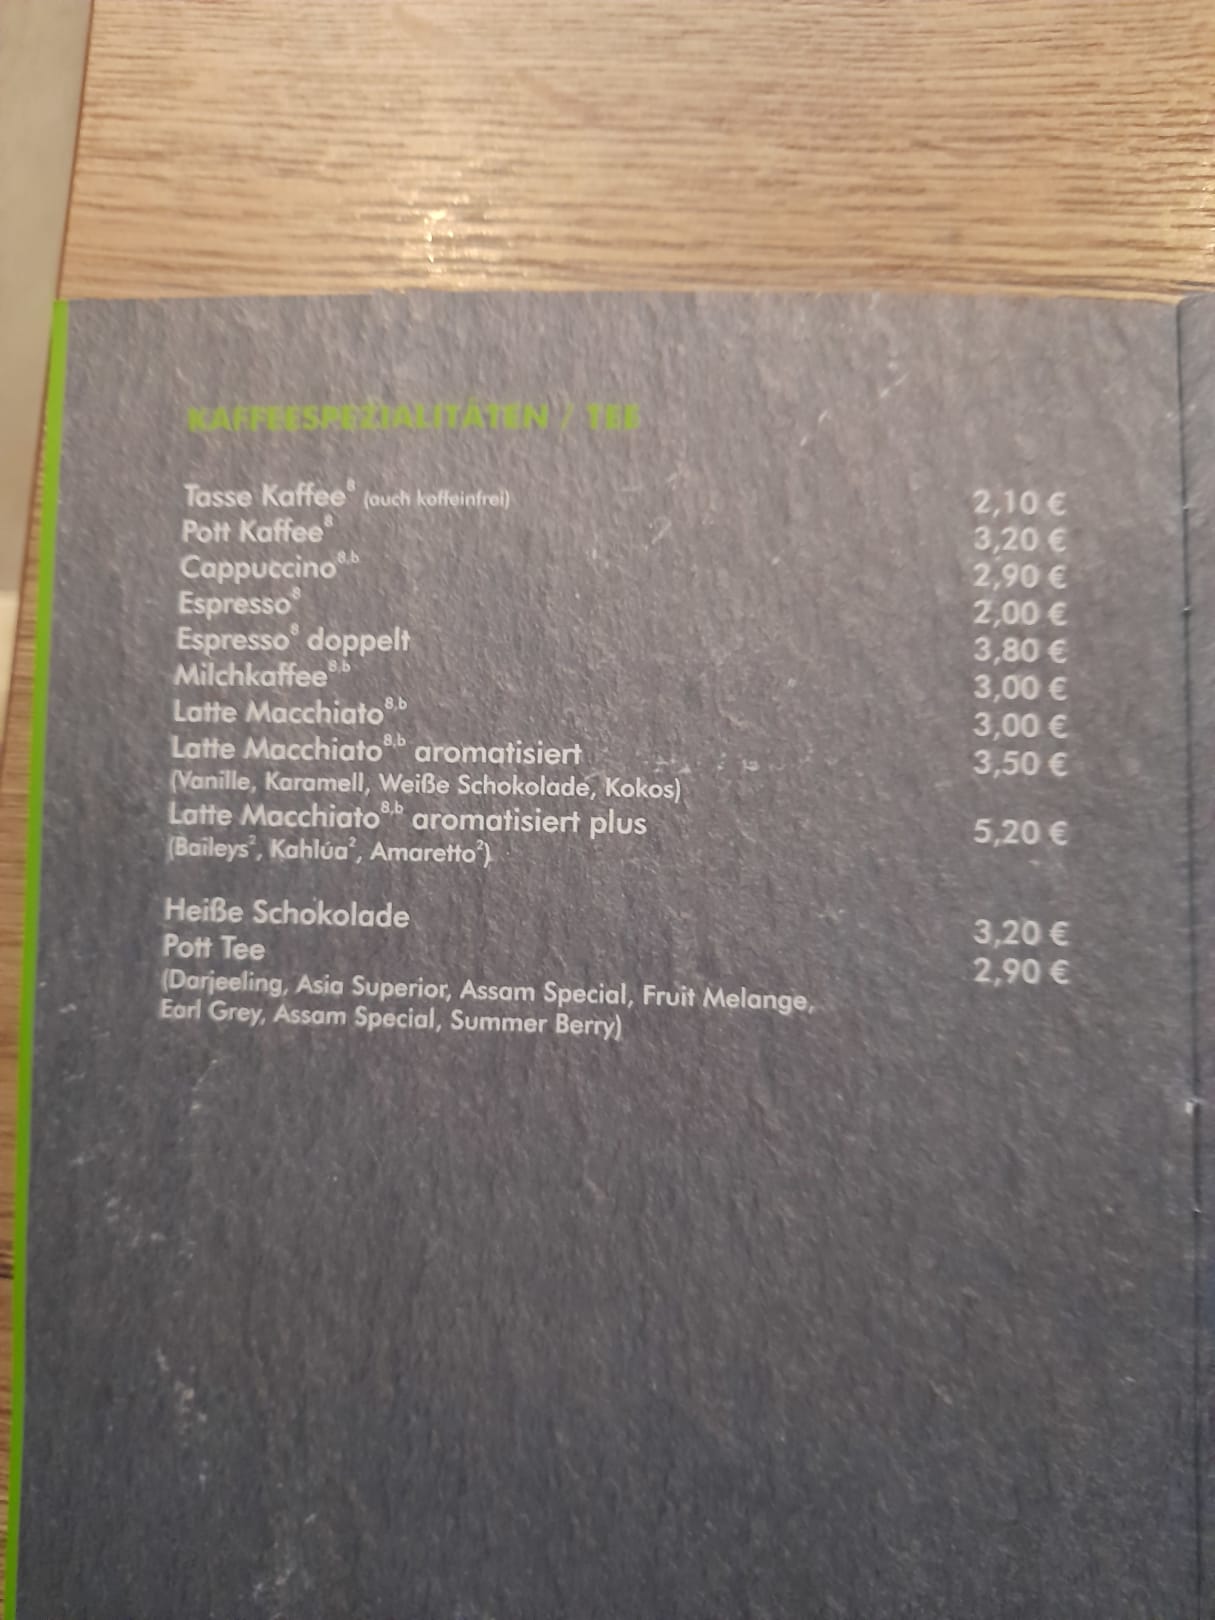 KAFFEESPEZIALITÄTEN / TEE
Tasse Kaffee⁸ (auch koffeinfrei) 2,10 €
Pott Kaffee⁸ 3,20 €
Cappuccino⁸,ᵇ 2,90 €
Espresso⁸ 2,00 €
Espresso⁸ doppelt 3,80 €
Milchkaffee⁸,ᵇ 3,00 €
Latte Macchiato⁸,ᵇ 3,00 €
Latte Macchiato⁸,ᵇ aromatisiert 3,50 €
(Vanille, Karamell, Weiße Schokolade, Kokos)
Latte Macchiato⁸,ᵇ aromatisiert plus 5,20 €
(Baileys², Kahlúa², Amaretto²)
Heiße Schokolade 3,20 €
Pott Tee 2,90 €
(Darjeeling, Asia Superior, Assam Special, Fruit Melange,
Earl Grey, Assam Special, Summer Berry)